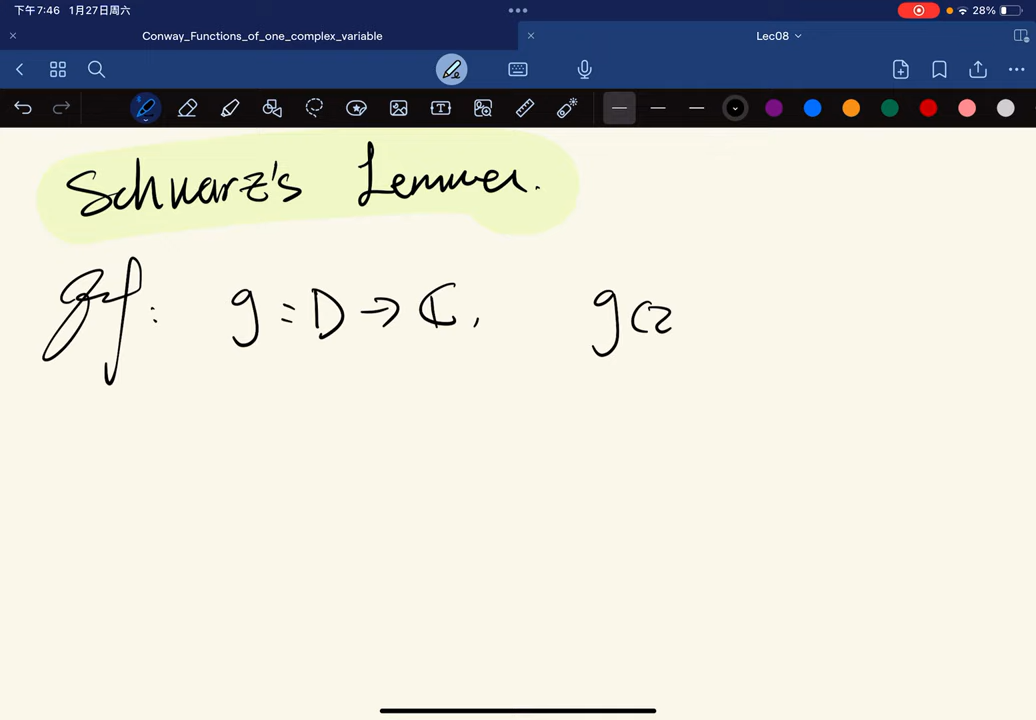 下午7:46 1月27日周六
28%
Conway_Functions_of_one_complex_variable
Lec08
Schwarz's Lemma.
pf: g: D → ℂ, g(z